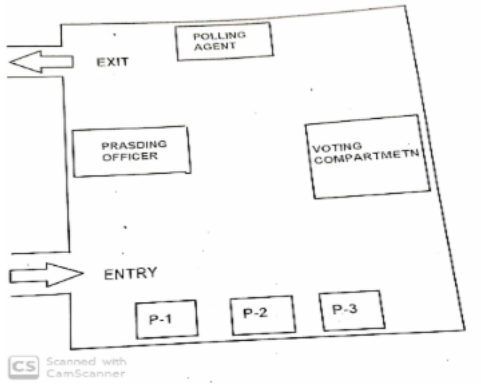 POLLING
AGENT
EXIT
PRASDING
OFFICER
VOTING
COMPARTMETN
ENTRY
P-1
P-2
P-3
CS Scanned with
CamScanner